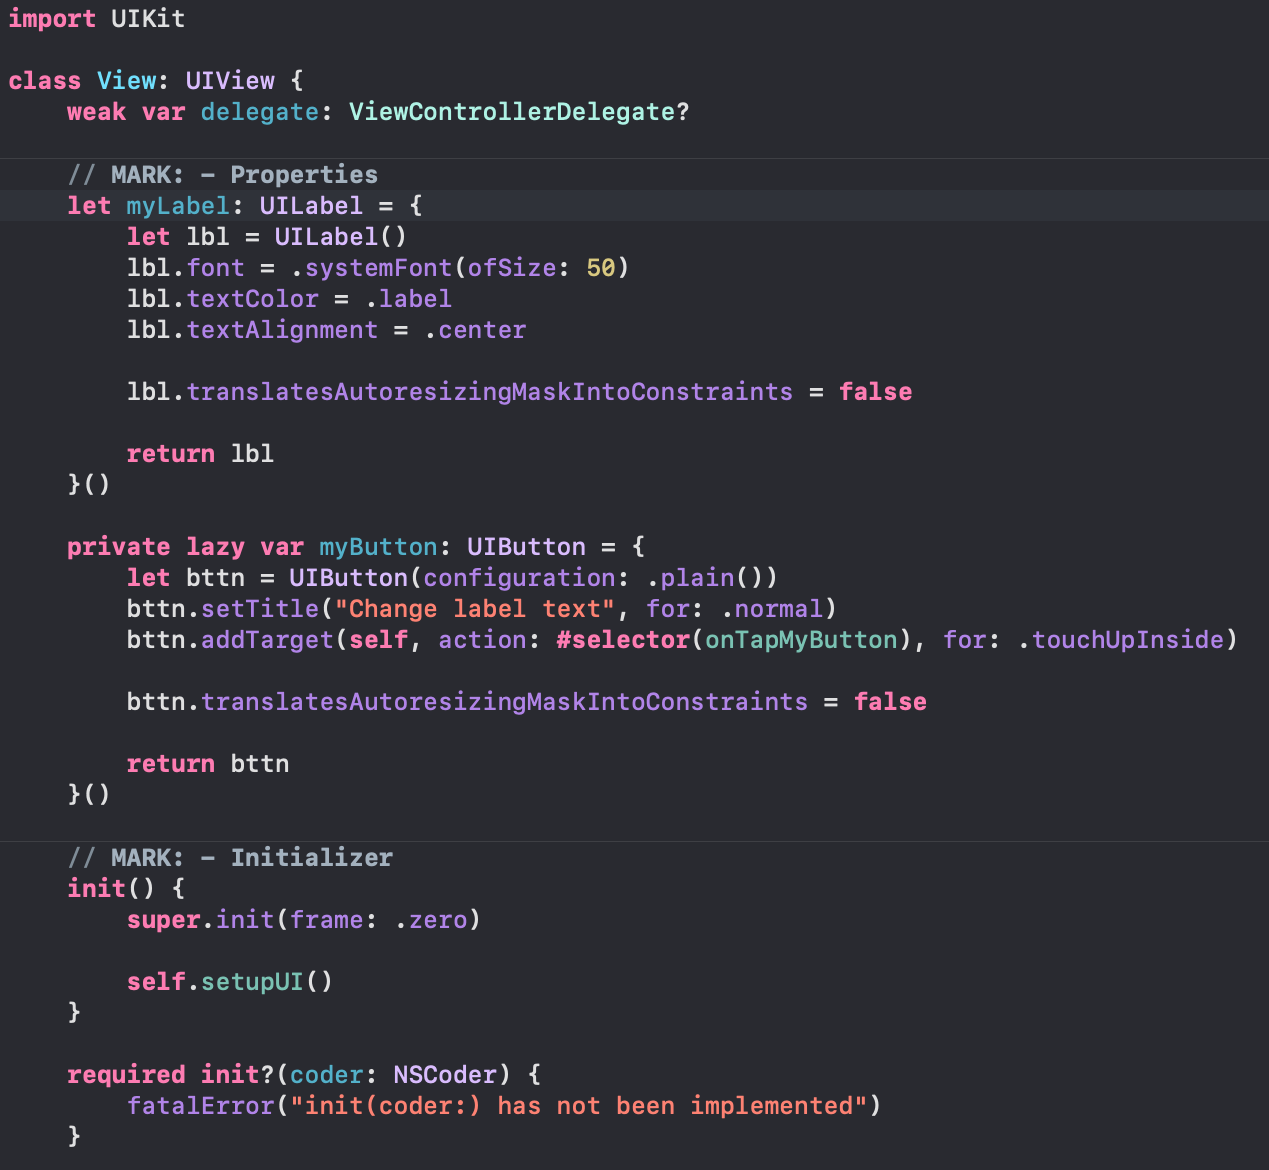 import UIKit
class View: UIView {
weak var delegate: ViewControllerDelegate?
// MARK: - Properties
let myLabel: UILabel = {
let lbl = UILabel()
lbl.font = .systemFont(ofSize: 50)
lbl.textColor = .label
lbl.textAlignment = .center
lbl.translatesAutoresizingMaskIntoConstraints = false
return lbl
}()
private lazy var myButton: UIButton = {
let bttn = UIButton(configuration: .plain())
bttn.setTitle("Change label text", for: .normal)
bttn.addTarget(self, action: #selector(onTapMyButton), for: .touchUpInside)
bttn.translatesAutoresizingMaskIntoConstraints = false
return bttn
}()
// MARK: - Initializer
init() {
super.init(frame: .zero)
self.setupUI()
}
required init?(coder: NSCoder) {
fatalError("init(coder:) has not been implemented")
}